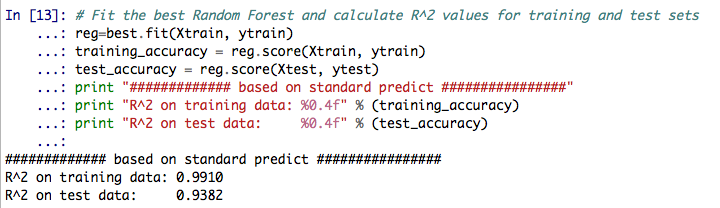 In [13]: # Fit the best Random Forest and calculate R^2 values for training and test sets
    ...: reg=best.fit(Xtrain, ytrain)
    ...: training_accuracy = reg.score(Xtrain, ytrain)
    ...: test_accuracy = reg.score(Xtest, ytest)
    ...: print "############# based on standard predict ################"
    ...: print "R^2 on training data: %0.4f" % (training_accuracy)
    ...: print "R^2 on test data:     %0.4f" % (test_accuracy)
    ...:
############# based on standard predict ################
R^2 on training data: 0.9910
R^2 on test data:     0.9382